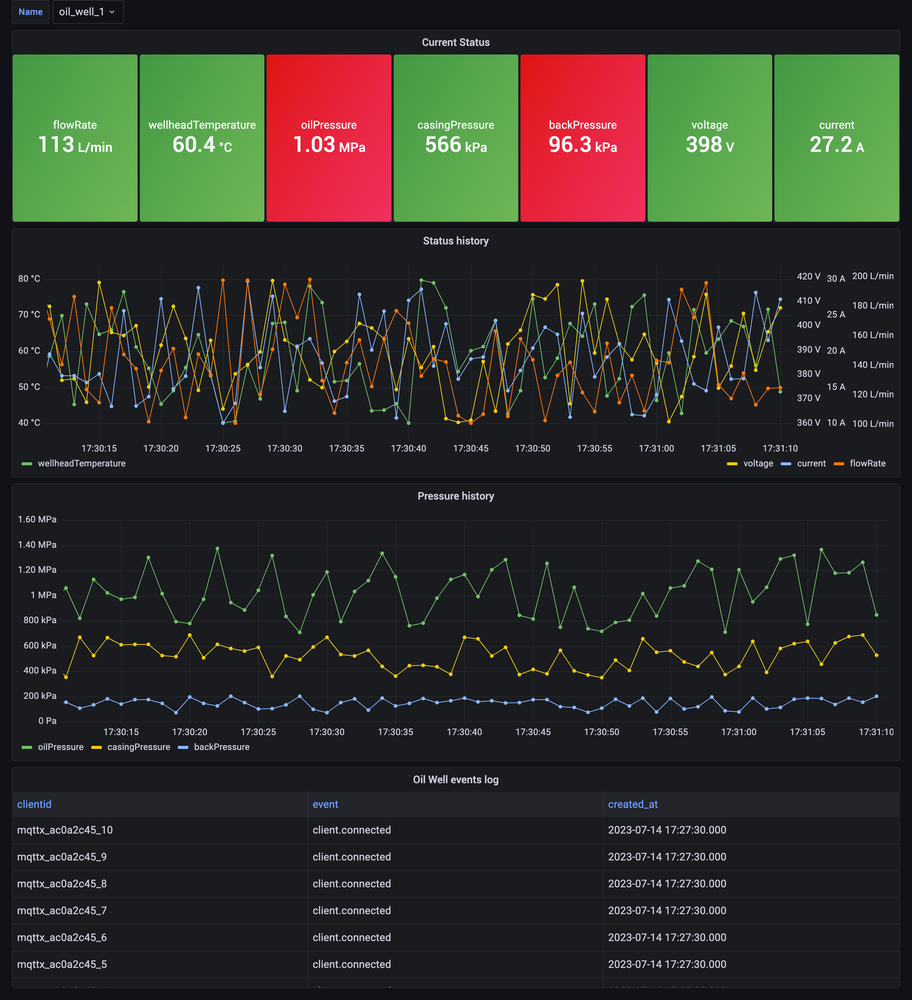 Name oil_well_1
Current Status
flowRate wellheadTemperature oilPressure casingPressure backPressure voltage current
113 L/min 60.4 °C 1.03 MPa 566 kPa 96.3 kPa 398 V 27.2 A
Status history
80 °C 420 V 30 A 200 L/min
410 V 180 L/min
70 °C 25 A
400 V 160 L/min
60 °C 390 V 20 A
140 L/min
380 V
50 °C 15 A 120 L/min
370 V
40 °C 360 V 10 A 100 L/min
17:30:15 17:30:20 17:30:25 17:30:30 17:30:35 17:30:40 17:30:45 17:30:50 17:30:55 17:31:00 17:31:05 17:31:10
wellheadTemperature voltage current flowRate
Pressure history
1.60 MPa
1.40 MPa
1.20 MPa
1 MPa
800 kPa
600 kPa
400 kPa
200 kPa
0 Pa
17:30:15 17:30:20 17:30:25 17:30:30 17:30:35 17:30:40 17:30:45 17:30:50 17:30:55 17:31:00 17:31:05 17:31:10
oilPressure casingPressure backPressure
Oil Well events log
clientid event created_at
mqttx_ac0a2c45_10 client.connected 2023-07-14 17:27:30.000
mqttx_ac0a2c45_9 client.connected 2023-07-14 17:27:30.000
mqttx_ac0a2c45_8 client.connected 2023-07-14 17:27:30.000
mqttx_ac0a2c45_7 client.connected 2023-07-14 17:27:30.000
mqttx_ac0a2c45_6 client.connected 2023-07-14 17:27:30.000
mqttx_ac0a2c45_5 client.connected 2023-07-14 17:27:30.000